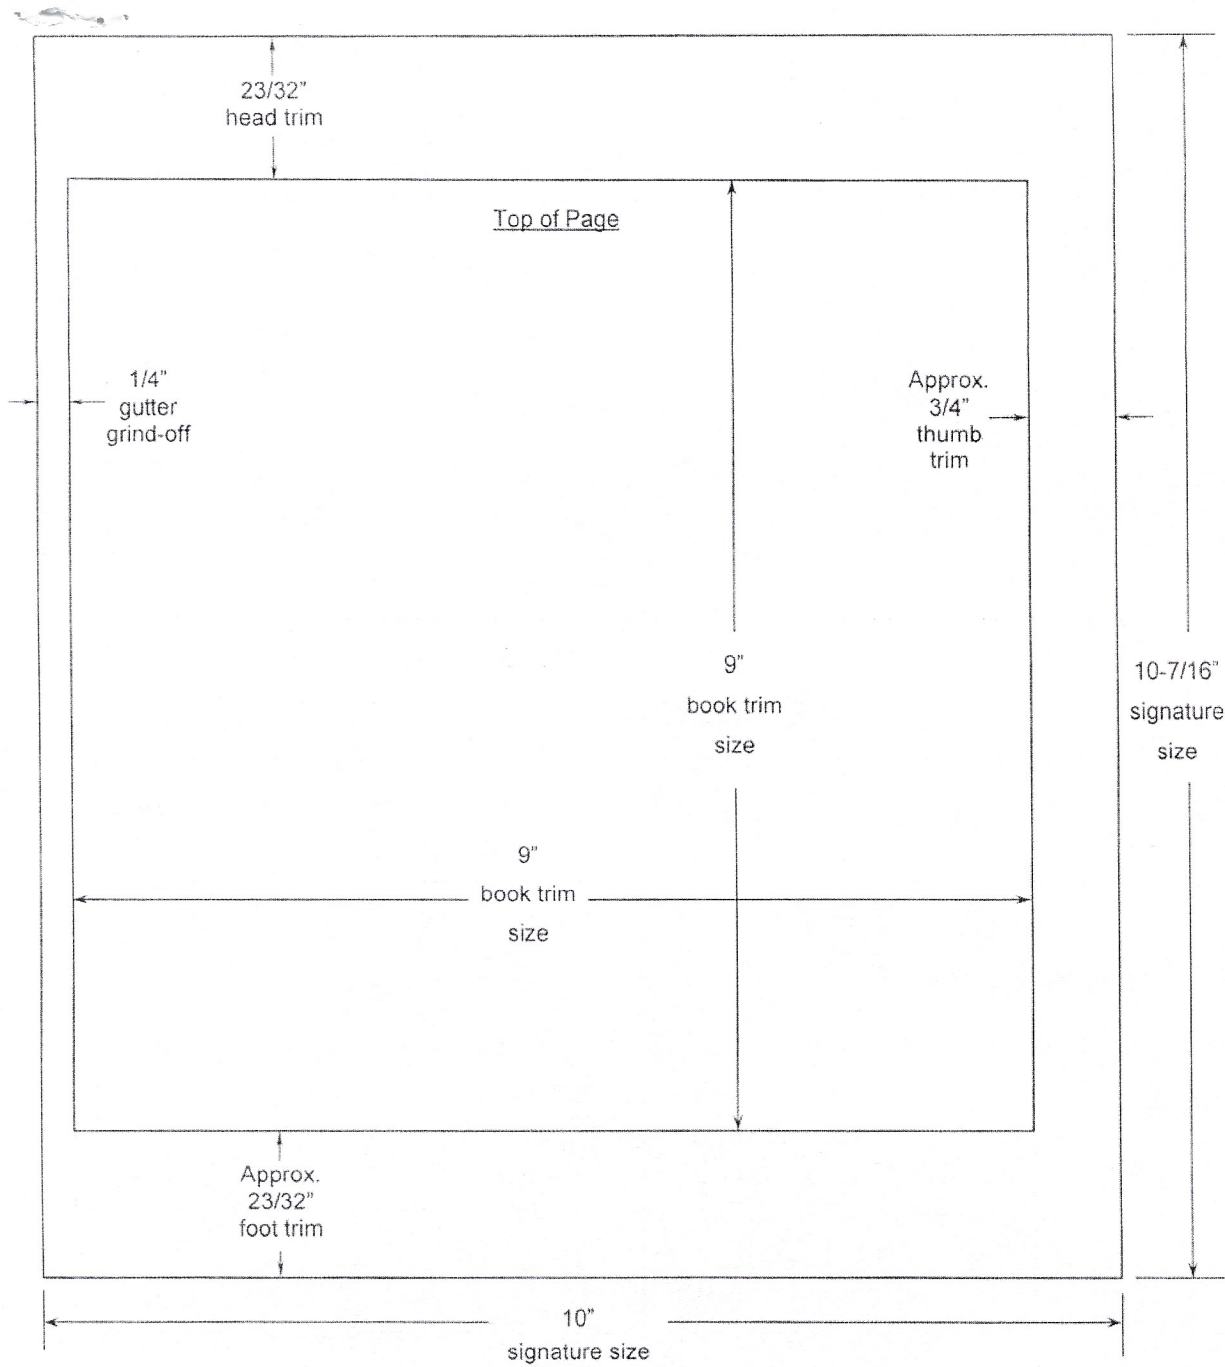 23/32”
head trim
Top of Page
1/4”
gutter
grind-off
Approx.
3/4”
thumb
trim
9”
book trim
size
10-7/16”
signature
size
9”
book trim
size
Approx.
23/32”
foot trim
10”
signature size